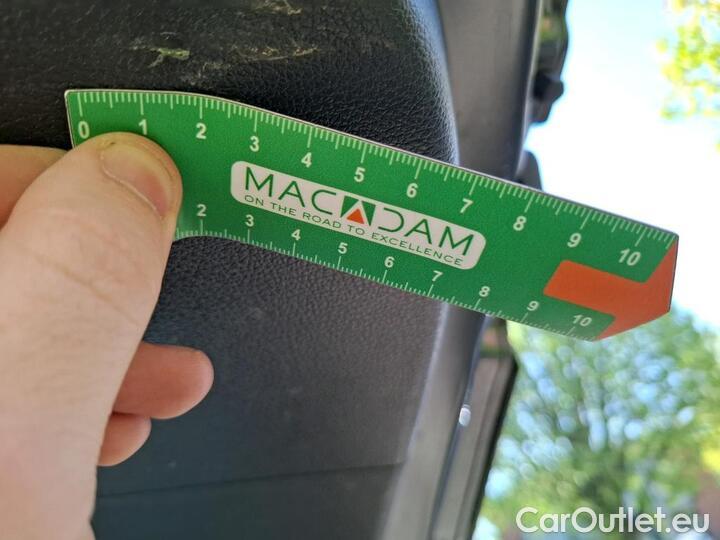 0 1 2 3 4 5 6 7 8 9 10
MACADAM
ON THE ROAD TO EXCELLENCE
2 3 4 5 6 7 8 9 10
CarOutlet.eu